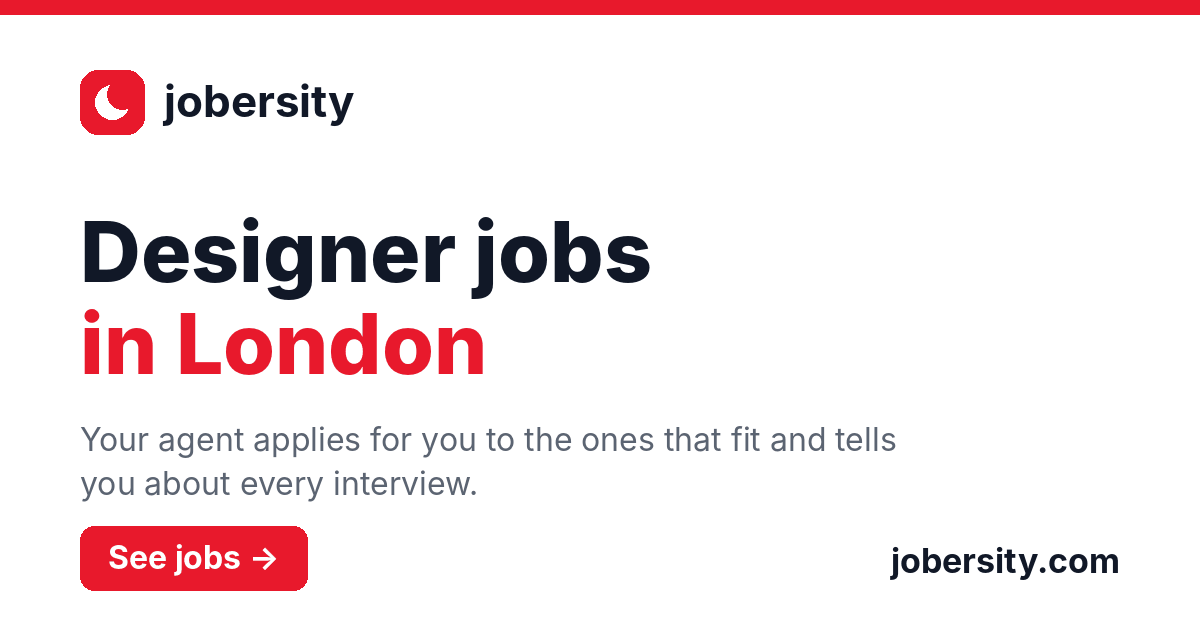 jobersity
Designer jobs
in London
Your agent applies for you to the ones that fit and tells
you about every interview.
See jobs →
jobersity.com